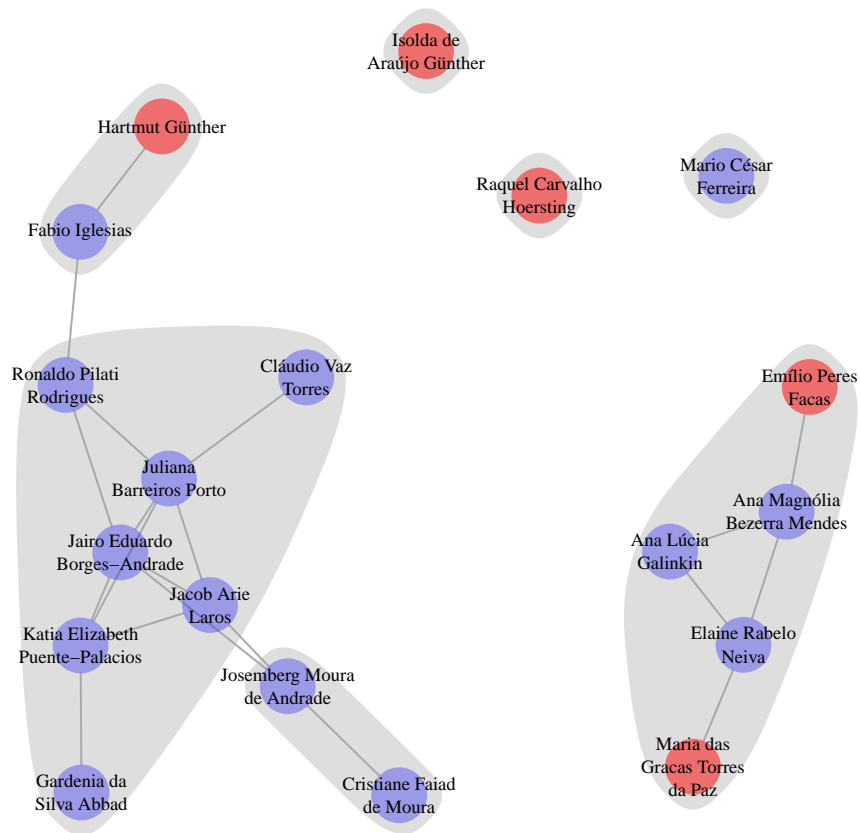 Isolda de
Araújo Günther
Hartmut Günther
Mario César
Ferreira
Raquel Carvalho
Hoersting
Fabio Iglesias
Ronaldo Pilati
Rodrigues
Cláudio Vaz
Torres
Emílio Peres
Facas
Juliana
Barreiros Porto
Ana Magnólia
Bezerra Mendes
Jairo Eduardo
Borges−Andrade
Ana Lúcia
Galinkin
Jacob Arie
Laros
Katia Elizabeth
Puente−Palacios
Elaine Rabelo
Neiva
Josemberg Moura
de Andrade
Maria das
Gracas Torres
da Paz
Gardenia da
Silva Abbad
Cristiane Faiad
de Moura